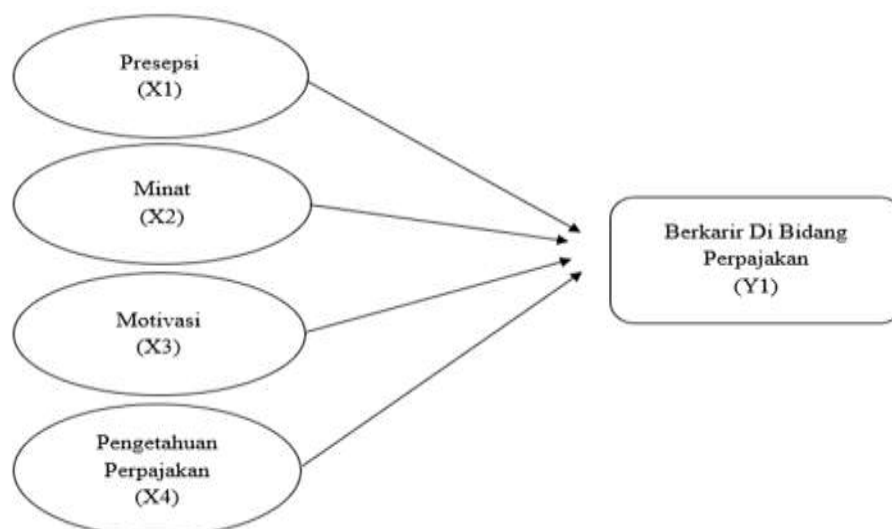 Presepsi
(X1)
Minat
(X2)
Motivasi
(X3)
Pengetahuan
Perpajakan
(X4)
Berkarir Di Bidang
Perpajakan
(Y1)